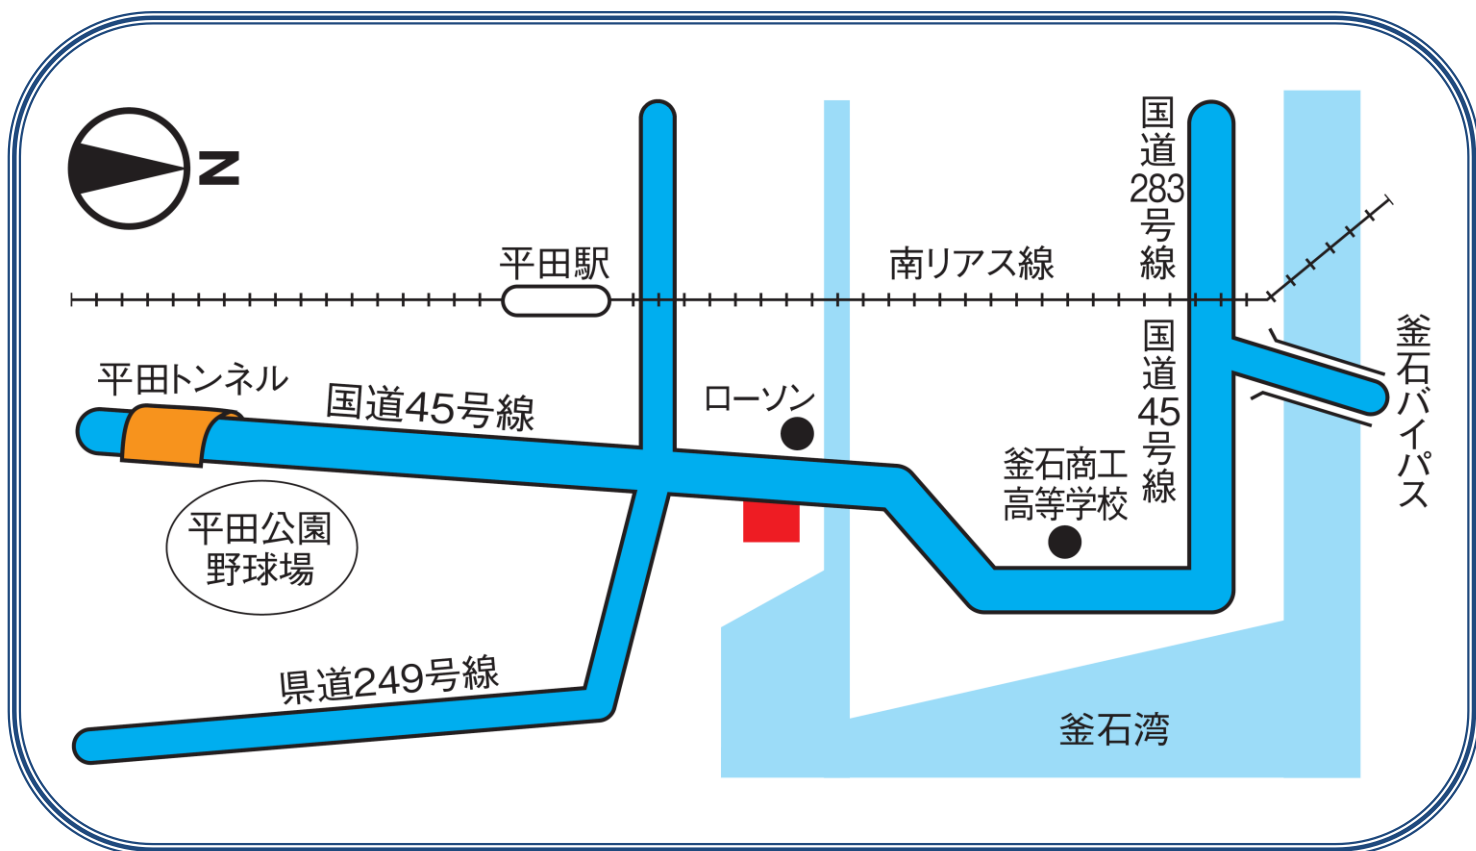 N
国道283号線
平田駅
南リアス線
国道45号線
釜石バイパス
平田トンネル
国道45号線
ローソン
釜石商工
高等学校
平田公園
野球場
県道249号線
釜石湾